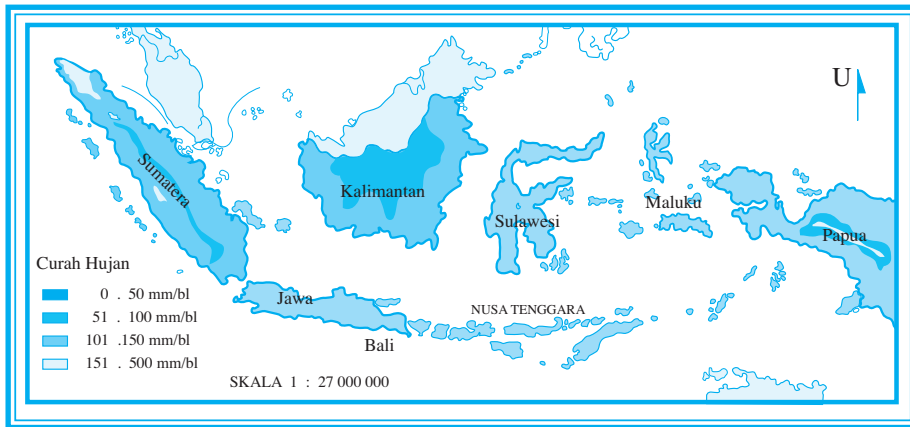 U
Sumatera
Kalimantan
Sulawesi
Maluku
Papua
Curah Hujan
0 . 50 mm/bl
51 . 100 mm/bl
101 .150 mm/bl
151 . 500 mm/bl
Jawa
NUSA TENGGARA
Bali
SKALA 1 : 27 000 000